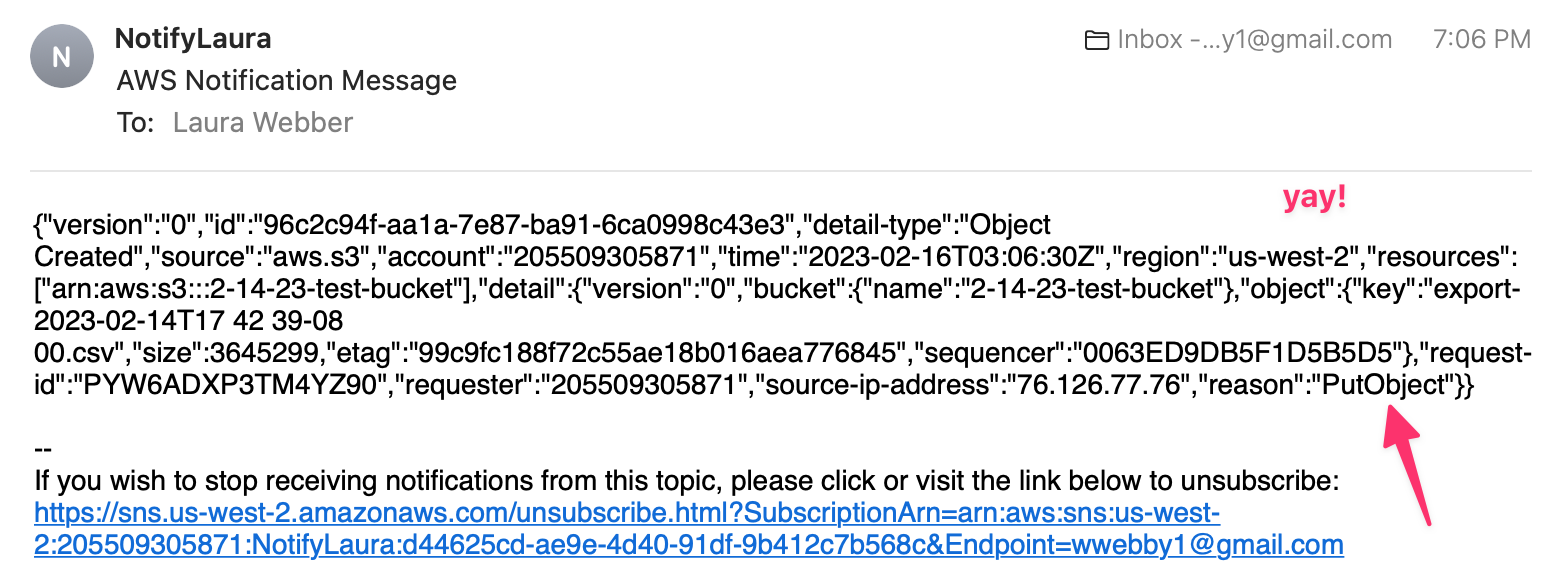 N
NotifyLaura
Inbox -...y1@gmail.com
7:06 PM
AWS Notification Message
To: Laura Webber
yay!
{"version":"0","id":"96c2c94f-aa1a-7e87-ba91-6ca0998c43e3","detail-type":"Object
Created","source":"aws.s3","account":"205509305871","time":"2023-02-16T03:06:30Z","region":"us-west-2","resources":
["arn:aws:s3:::2-14-23-test-bucket"],"detail":{"version":"0","bucket":{"name":"2-14-23-test-bucket"},"object":{"key":"export-
2023-02-14T17 42 39-08
00.csv","size":3645299,"etag":"99c9fc188f72c55ae18b016aea776845","sequencer":"0063ED9DB5F1D5B5D5"},"request-
id":"PYW6ADXP3TM4YZ90","requester":"205509305871","source-ip-address":"76.126.77.76","reason":"PutObject"}}
--
If you wish to stop receiving notifications from this topic, please click or visit the link below to unsubscribe:
https://sns.us-west-2.amazonaws.com/unsubscribe.html?SubscriptionArn=arn:aws:sns:us-west-
2:205509305871:NotifyLaura:d44625cd-ae9e-4d40-91df-9b412c7b568c&Endpoint=wwebby1@gmail.com